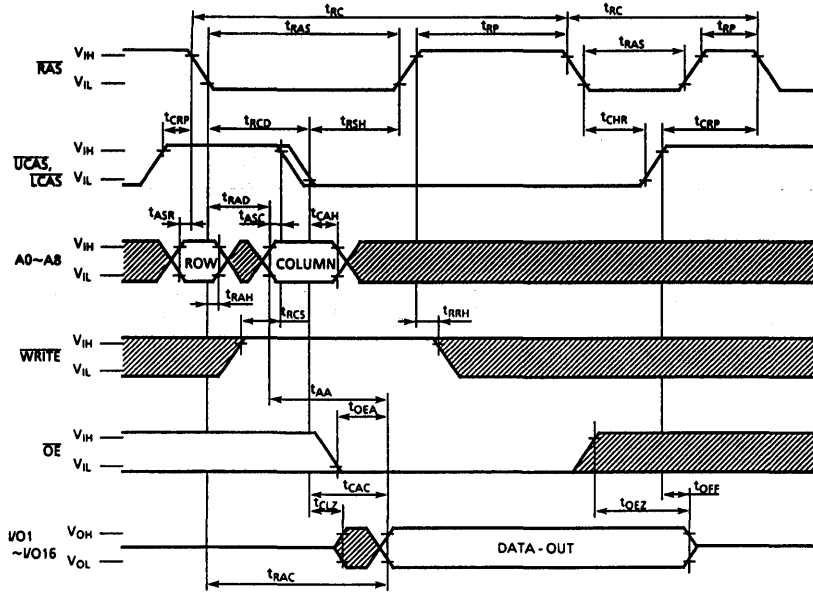 tRC tRC
tRAS tRP tRAS tRP
RAS VIH
VIL
tCRP tRCD tRSH tCHR tCRP
UCAS, VIH
LCAS VIL
tASR tRAD tASC tCAH
A0~A8 VIH
ROW COLUMN
VIL
tRAH tRCS tRRH
WRITE VIH
VIL
tAA
tOEA
OE VIH
VIL
tCAC tCLZ tOEZ tOFF
I/O1 VOH
~I/O16 DATA - OUT
VOL
tRAC